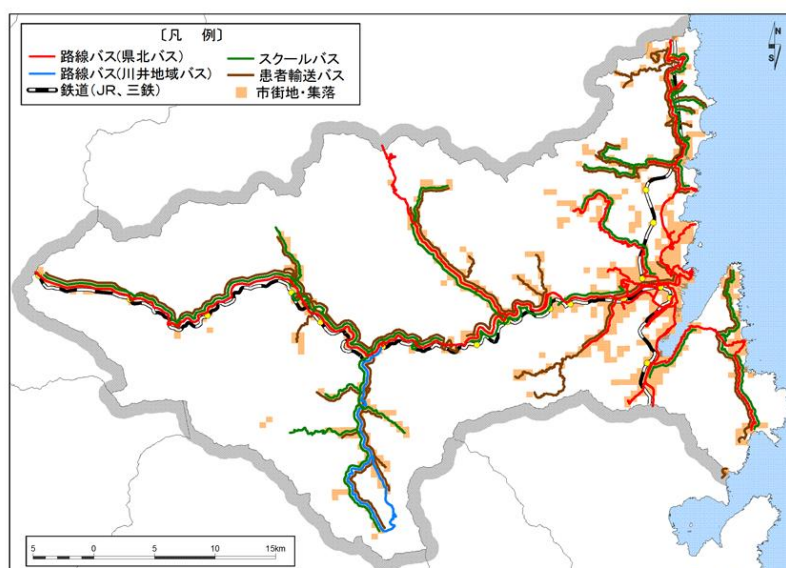 〔凡 例〕
路線バス(県北バス)
路線バス(川井地域バス)
鉄道(JR、三鉄)
スクールバス
患者輸送バス
市街地・集落
N
S
5 0 5 10 15km